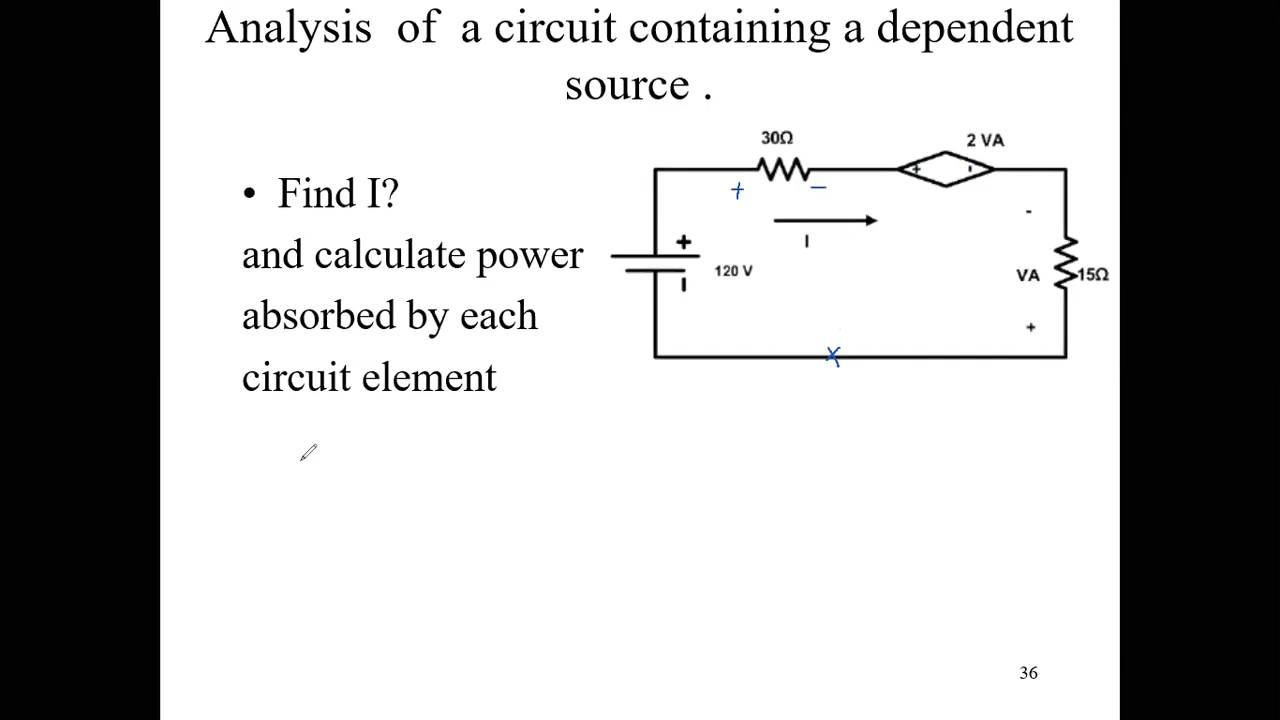 Analysis of a circuit containing a dependent
source .
30Ω
2 VA
+ -
• Find I?
+ –
-
I
and calculate power
+
120 V
-
VA
15Ω
absorbed by each
+
x
circuit element
36